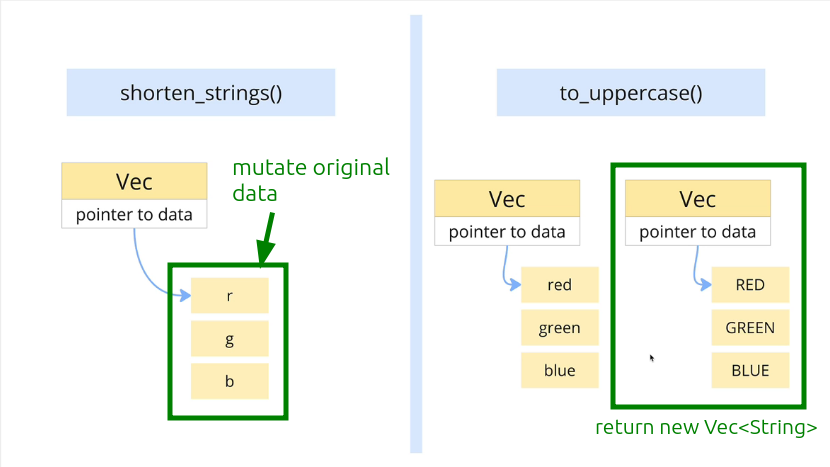 shorten_strings()
Vec
pointer to data
mutate original
data
r
g
b
to_uppercase()
Vec
pointer to data
red
green
blue
Vec
pointer to data
RED
GREEN
BLUE
return new Vec<String>